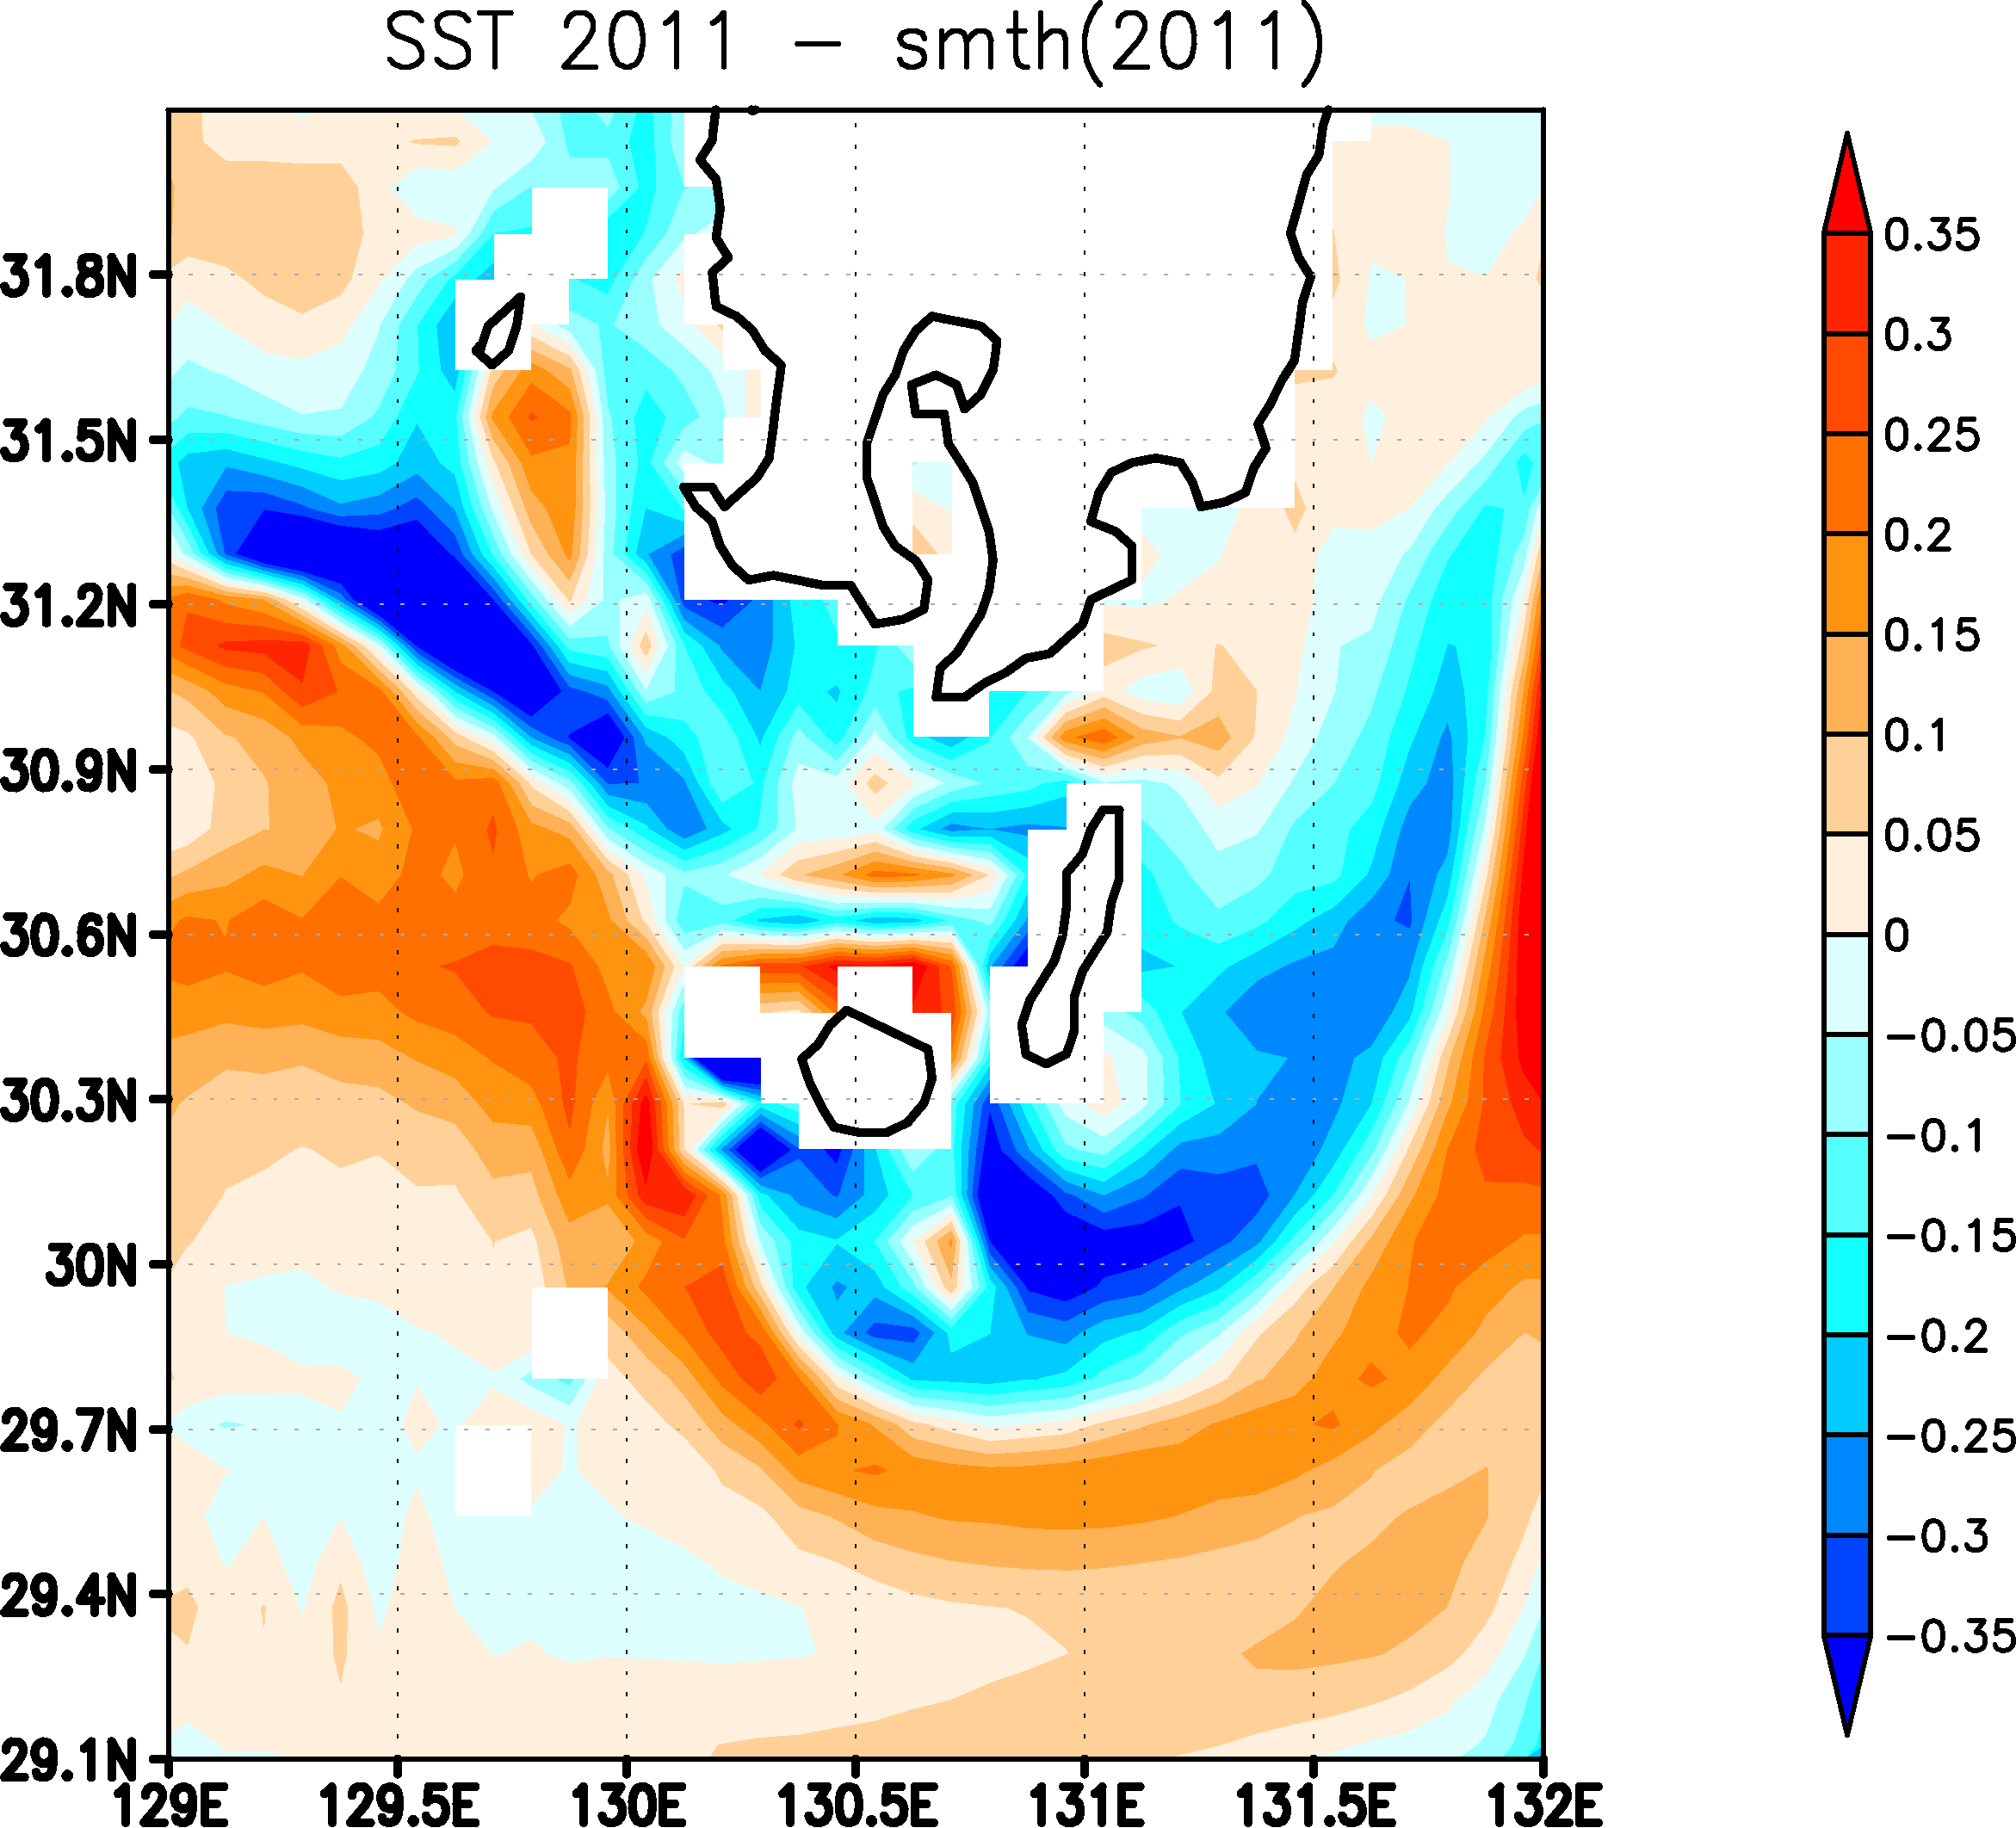 SST 2011 — smth(2011)
31.8N
31.5N
31.2N
30.9N
30.6N
30.3N
30N
29.7N
29.4N
29.1N
129E 129.5E 130E 130.5E 131E 131.5E 132E
0.35
0.3
0.25
0.2
0.15
0.1
0.05
0
−0.05
−0.1
−0.15
−0.2
−0.25
−0.3
−0.35